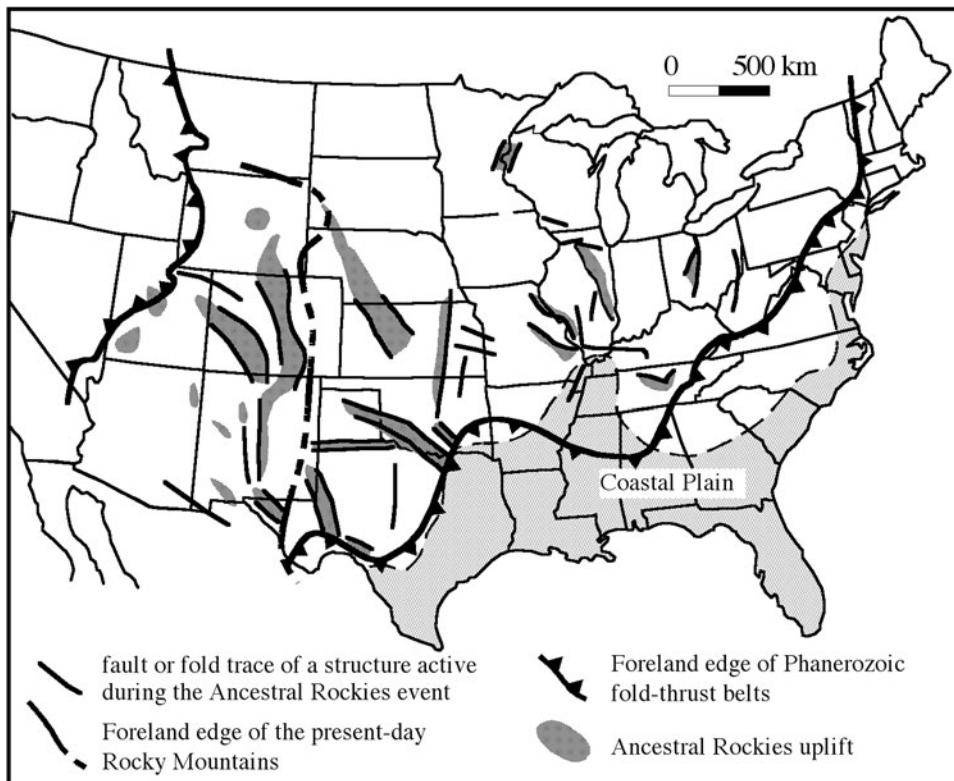 0 500 km
Coastal Plain
fault or fold trace of a structure active
during the Ancestral Rockies event
Foreland edge of the present-day
Rocky Mountains
Foreland edge of Phanerozoic
fold-thrust belts
Ancestral Rockies uplift